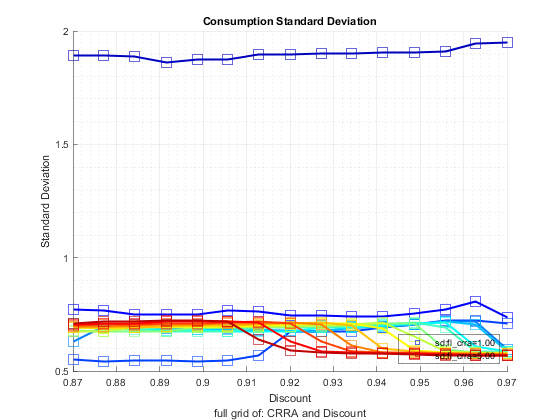 Consumption Standard Deviation
2
1.5
1
0.5
Standard Deviation
sd:fl_crra=1.00
0.87 0.88 0.89 0.9 0.91 0.92 0.93 0.94 0.95 0.96 0.97
Discount
full grid of: CRRA and Discount